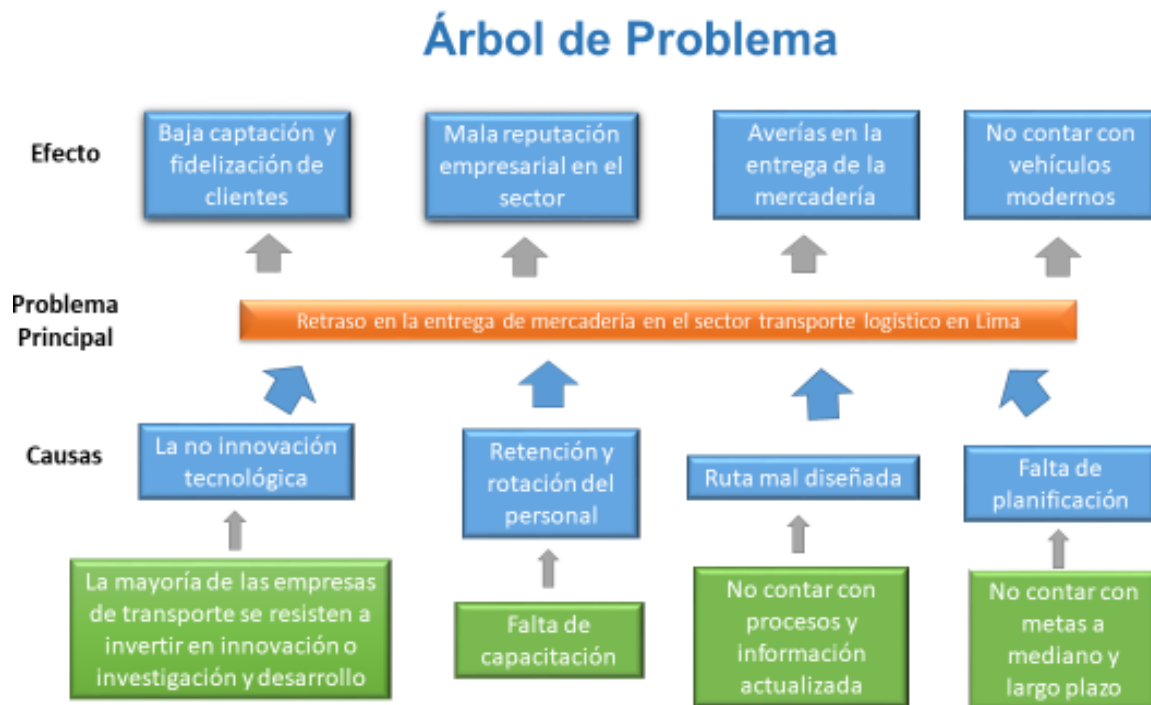 Árbol de Problema
Efecto
Baja captación y
fidelización de
clientes
Mala reputación
empresarial en el
sector
Averías en la
entrega de la
mercadería
No contar con
vehículos
modernos
Problema
Principal
Retraso en la entrega de mercadería en el sector transporte logístico en Lima
Causas
La no innovación
tecnológica
Retención y
rotación del
personal
Ruta mal diseñada
Falta de
planificación
La mayoría de las empresas
de transporte se resisten a
invertir en innovación o
investigación y desarrollo
Falta de
capacitación
No contar con
procesos y
información
actualizada
No contar con
metas a
mediano y
largo plazo